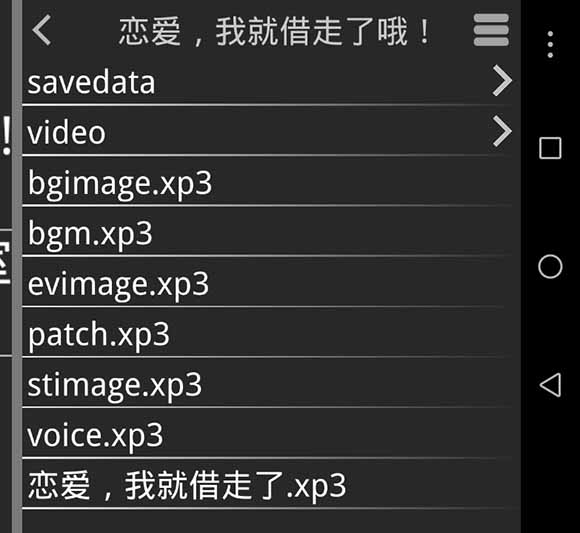 恋爱，我就借走了哦！
savedata
video
bgimage.xp3
bgm.xp3
evimage.xp3
patch.xp3
stimage.xp3
voice.xp3
恋爱，我就借走了.xp3